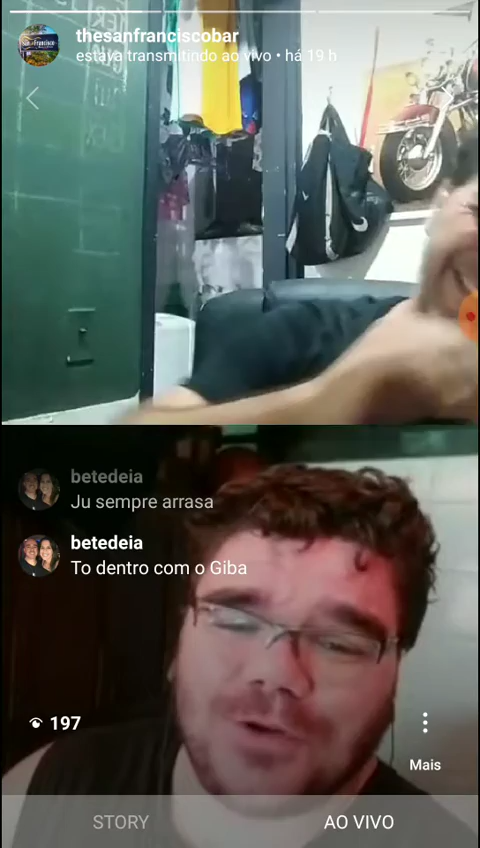 thesanfranciscobar
estava transmitindo ao vivo • há 19 h
betedeia
Ju sempre arrasa
betedeia
To dentro com o Giba
197
Mais
STORY
AO VIVO